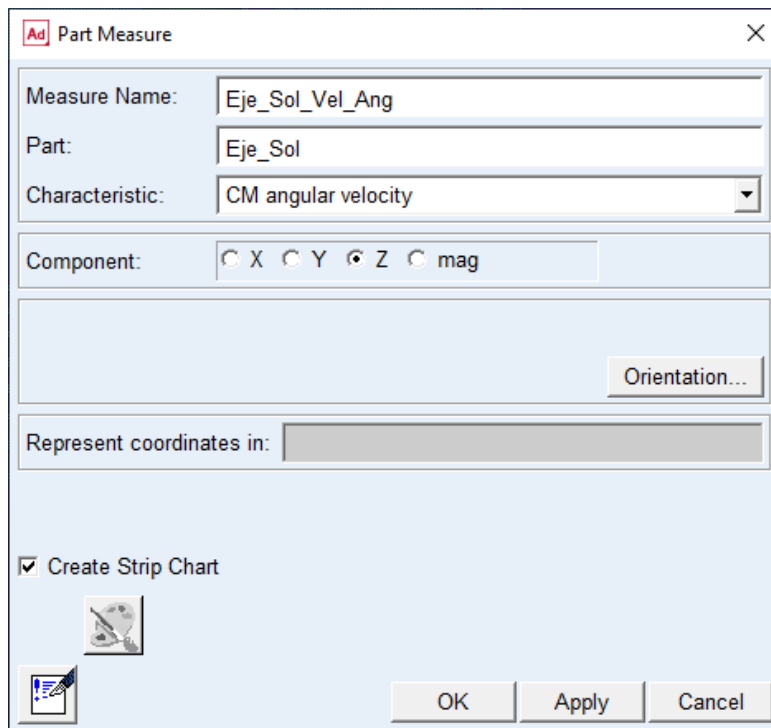 Ad Part Measure
Measure Name: Eje_Sol_Vel_Ang
Part: Eje_Sol
Characteristic: CM angular velocity
Component: X Y Z mag
Orientation...
Represent coordinates in:
Create Strip Chart
OK Apply Cancel